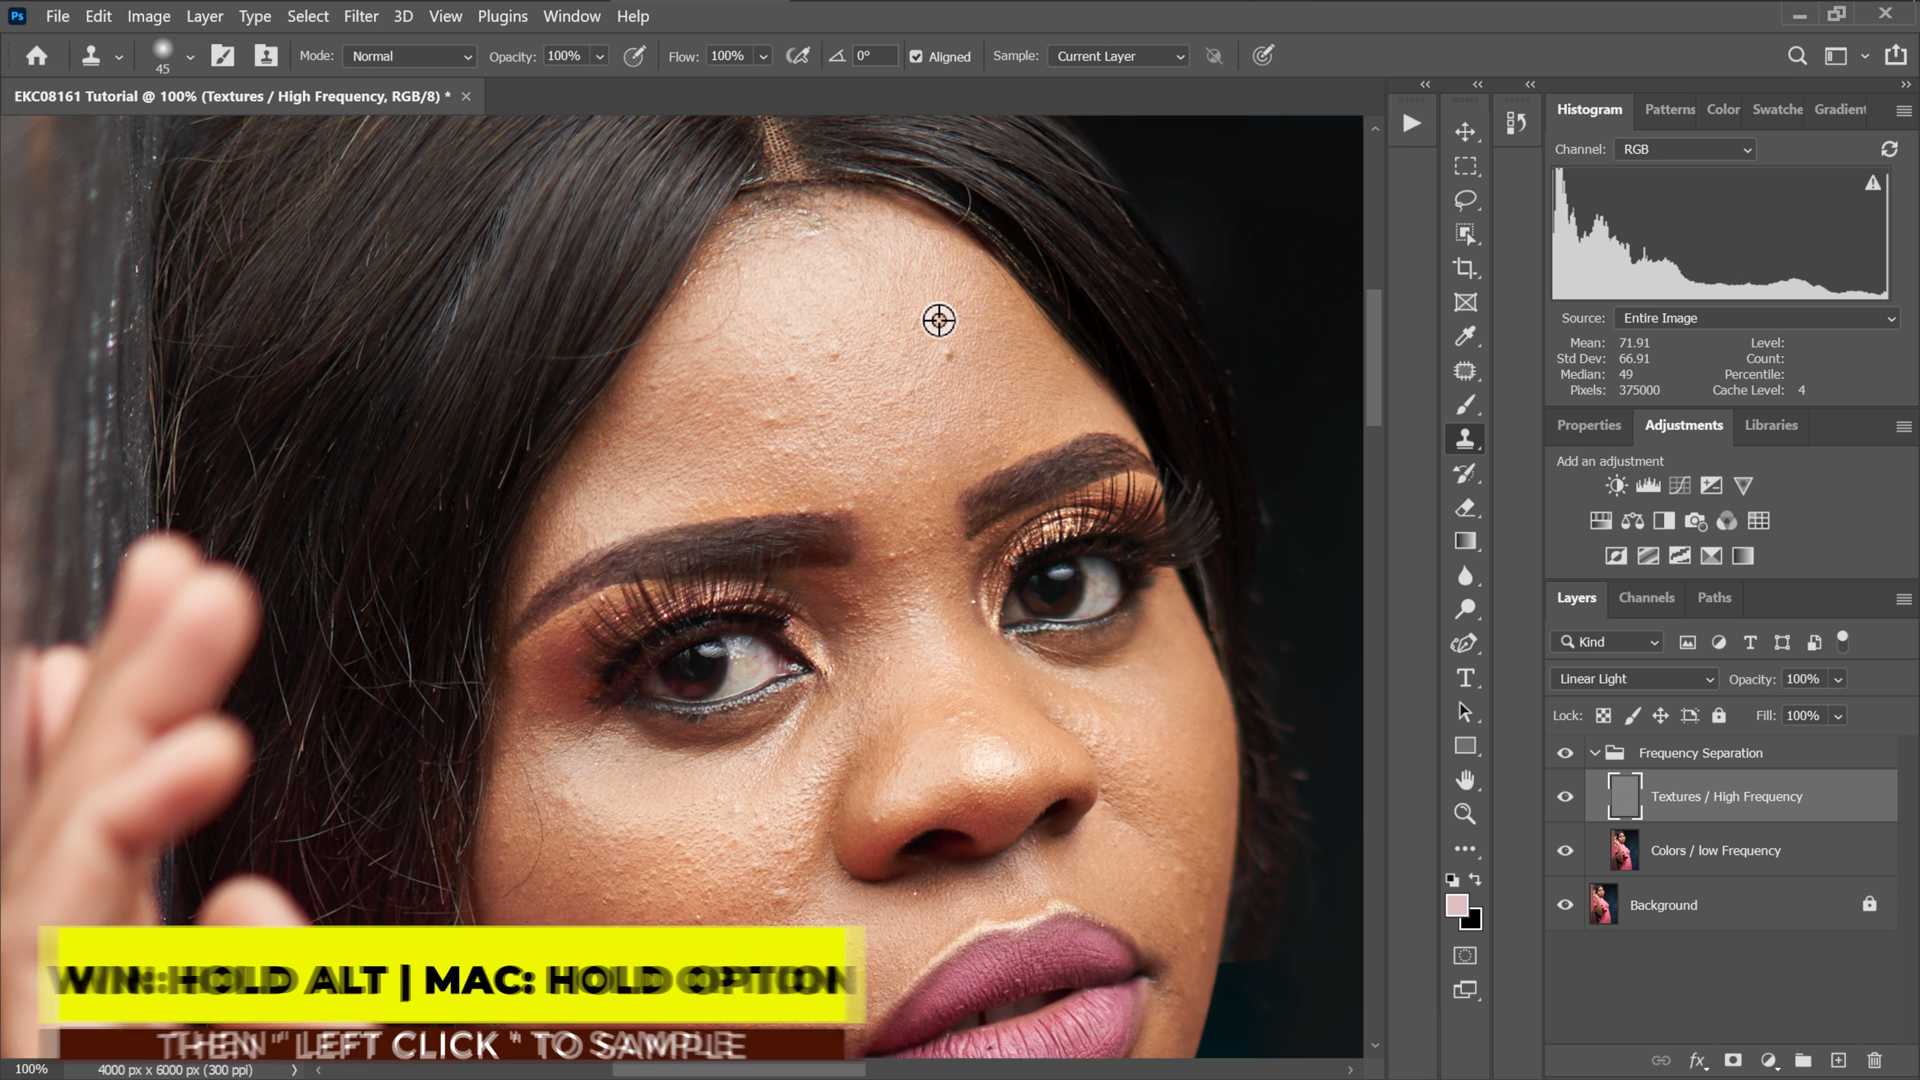 Ps File Edit Image Layer Type Select Filter 3D View Plugins Window Help
45 Mode: Normal Opacity: 100% Flow: 100% 0° Aligned Sample: Current Layer
EKC08161 Tutorial @ 100% (Textures / High Frequency, RGB/8) *
Histogram Patterns Color Swatche Gradient
Channel: RGB
Source: Entire Image
Mean: 71.91 Level:
Std Dev: 66.91 Count:
Median: 49 Percentile:
Pixels: 375000 Cache Level: 4
Properties Adjustments Libraries
Add an adjustment
Layers Channels Paths
Kind
Linear Light Opacity: 100%
Lock: Fill: 100%
Frequency Separation
Textures / High Frequency
Colors / low Frequency
Background
WIN: HOLD ALT | MAC: HOLD OPTION
THEN " LEFT CLICK " TO SAMPLE
100% 4000 px x 6000 px (300 ppi)